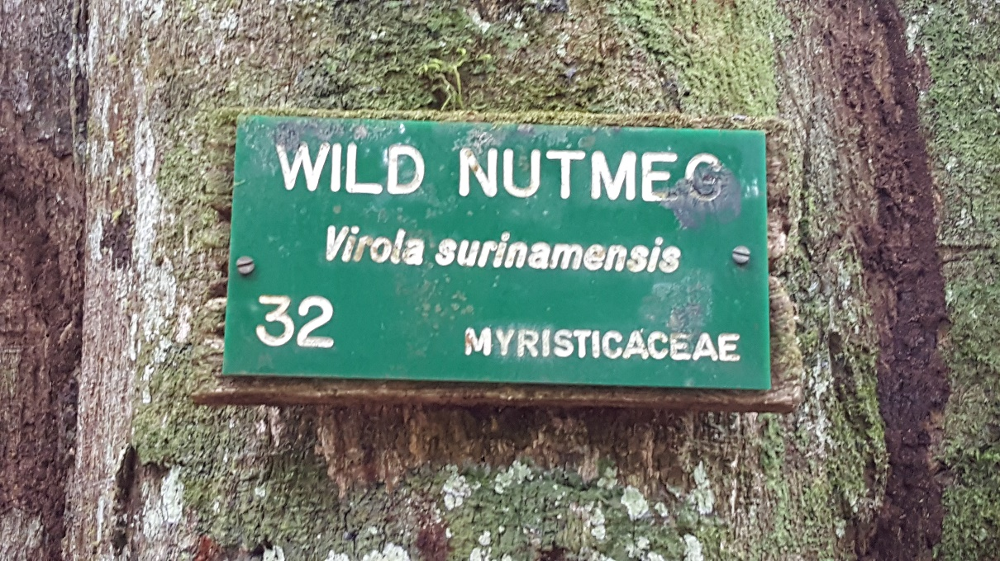 WILD NUTMEG
Virola surinamensis
32
MYRISTICACEAE